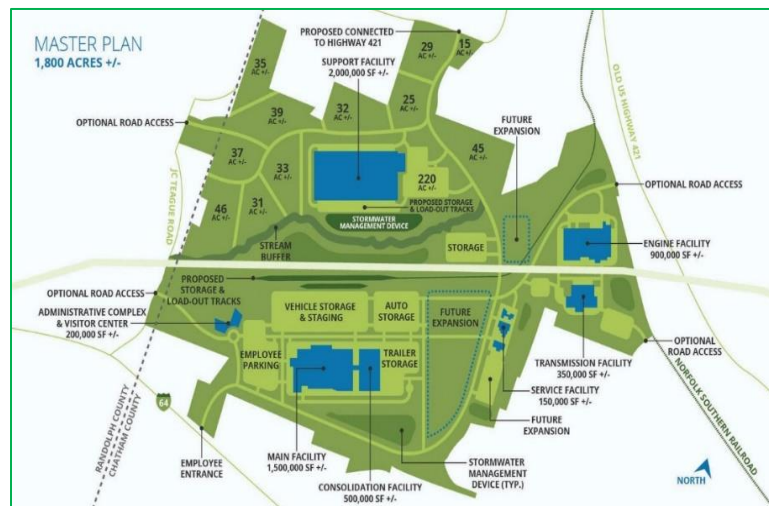 MASTER PLAN
1,800 ACRES +/-
PROPOSED CONNECTED
TO HIGHWAY 421
SUPPORT FACILITY
2,000,000 SF +/-
29
AC +/-
15
AC +/-
35
AC +/-
32
AC +/-
25
AC +/-
39
AC +/-
OPTIONAL ROAD ACCESS
37
AC +/-
33
AC +/-
45
AC +/-
220
AC +/-
46
AC +/-
31
AC +/-
JC TEAGUE ROAD
OLD US HIGHWAY 421
FUTURE
EXPANSION
OPTIONAL ROAD ACCESS
PROPOSED STORAGE
& LOAD-OUT TRACKS
STORMWATER
MANAGEMENT DEVICE
STREAM
BUFFER
STORAGE
ENGINE FACILITY
900,000 SF +/-
PROPOSED
STORAGE &
LOAD-OUT TRACKS
OPTIONAL ROAD ACCESS
ADMINISTRATIVE COMPLEX
& VISITOR CENTER
200,000 SF +/-
VEHICLE STORAGE
& STAGING
AUTO
STORAGE
FUTURE
EXPANSION
EMPLOYEE
PARKING
TRAILER
STORAGE
OPTIONAL
ROAD ACCESS
TRANSMISSION FACILITY
350,000 SF +/-
SERVICE FACILITY
150,000 SF +/-
FUTURE
EXPANSION
NORFOLK SOUTHERN RAILROAD
RANDOLPH COUNTY
CHATHAM COUNTY
64
EMPLOYEE
ENTRANCE
MAIN FACILITY
1,500,000 SF +/-
CONSOLIDATION FACILITY
500,000 SF +/-
STORMWATER
MANAGEMENT
DEVICE (TYP.)
NORTH